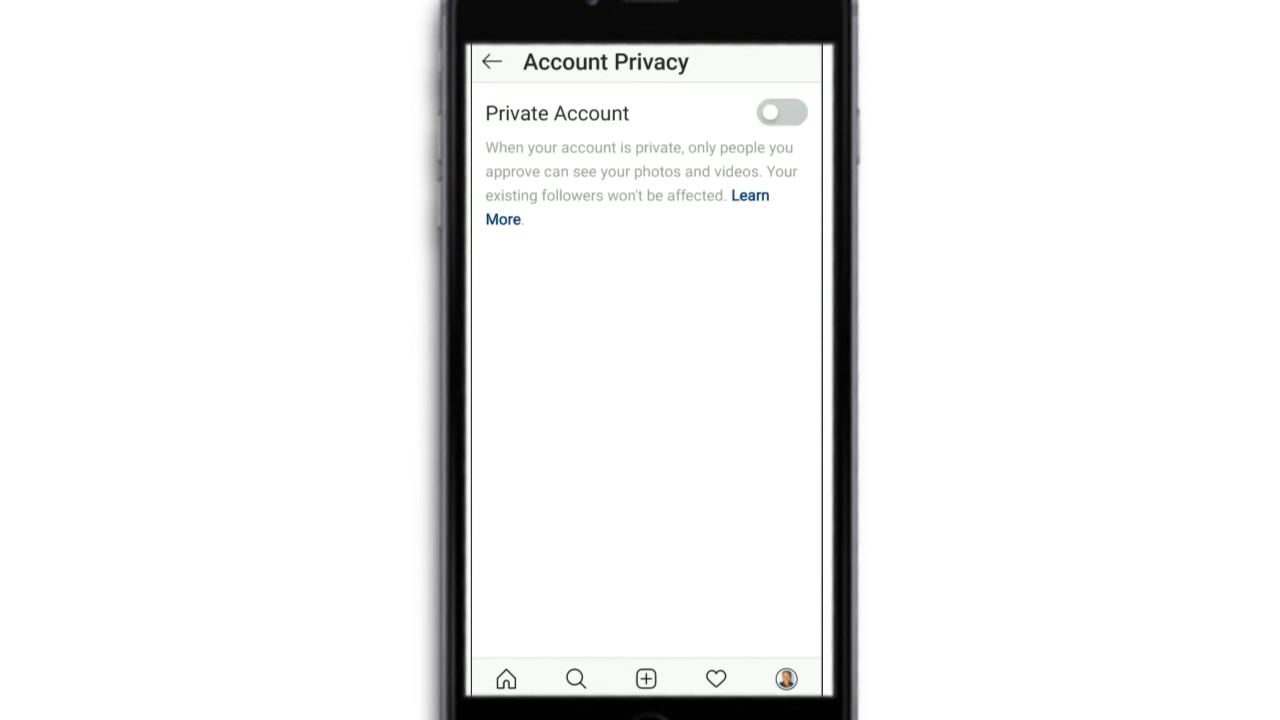 Account Privacy
Private Account
When your account is private, only people you
approve can see your photos and videos. Your
existing followers won't be affected. Learn
More.